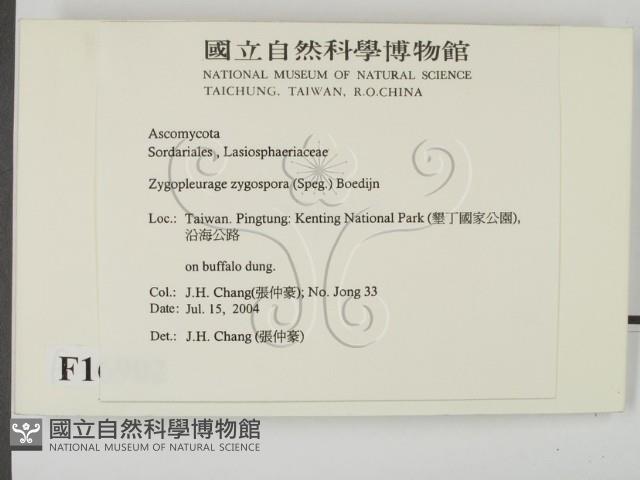 國立自然科學博物館
NATIONAL MUSEUM OF NATURAL SCIENCE
TAICHUNG. TAIWAN, R.O.CHINA
Ascomycota
Sordariales , Lasiosphaeriaceae
Zygopleurage zygospora (Speg.) Boedijn
Loc.: Taiwan. Pingtung: Kenting National Park (墾丁國家公園),
沿海公路
on buffalo dung.
Col.: J.H. Chang(張仲豪); No. Jong 33
Date: Jul. 15, 2004
Det.: J.H. Chang (張仲豪)
國立自然科學博物館
NATIONAL MUSEUM OF NATURAL SCIENCE